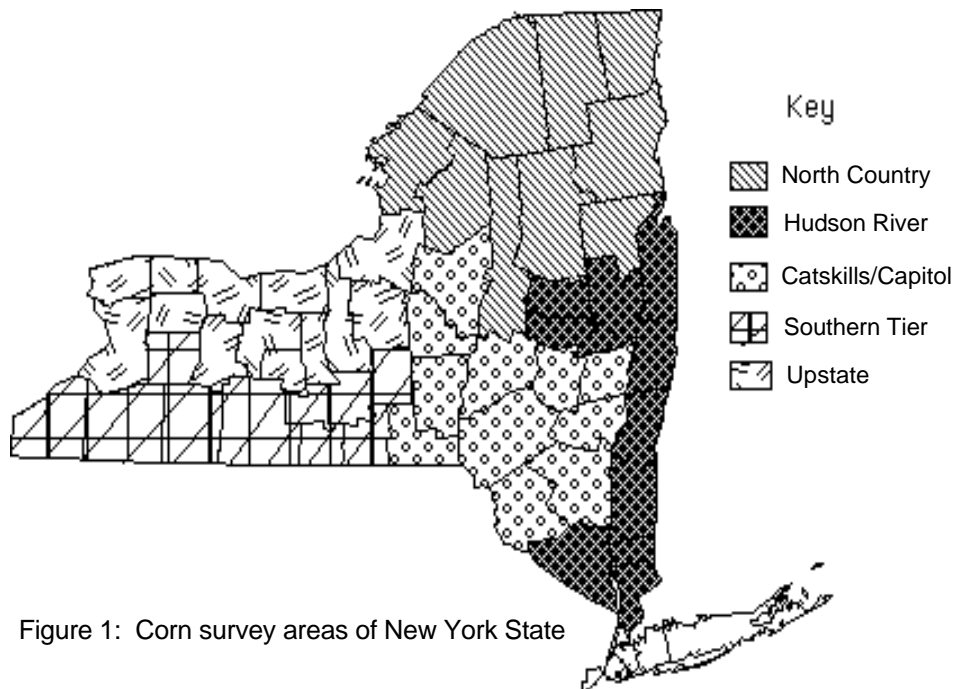 Key
North Country
Hudson River
Catskills/Capitol
Southern Tier
Upstate
Figure 1: Corn survey areas of New York State